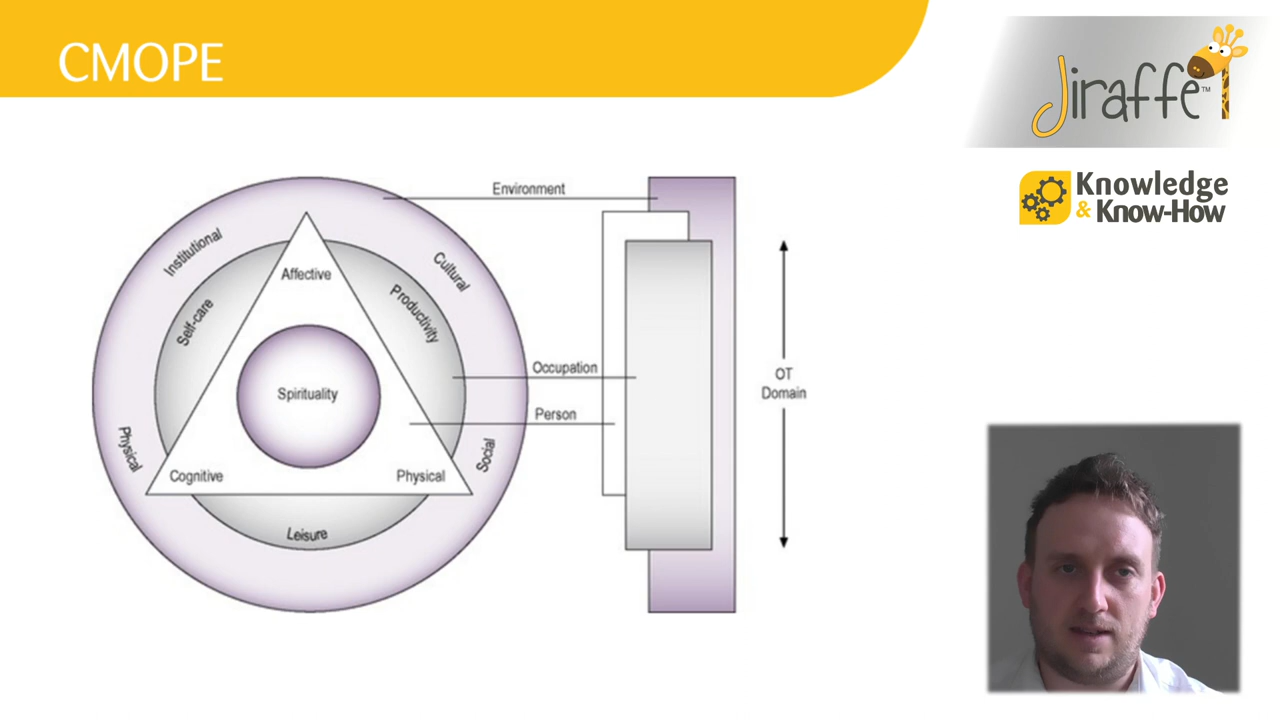 CMOPE
Jiraffe™
Knowledge
& Know-How
Environment
Institutional
Cultural
Affective
Self-care
Productivity
Occupation
OT
Domain
Spirituality
Person
Physical
Social
Cognitive
Physical
Leisure